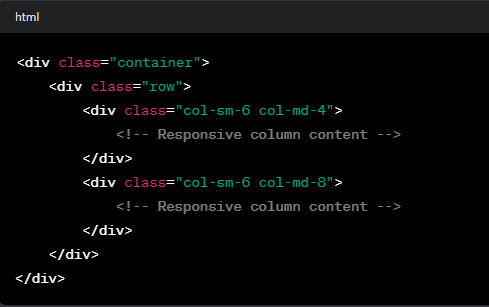 html
<div class="container">
    <div class="row">
        <div class="col-sm-6 col-md-4">
            <!-- Responsive column content -->
        </div>
        <div class="col-sm-6 col-md-8">
            <!-- Responsive column content -->
        </div>
    </div>
</div>